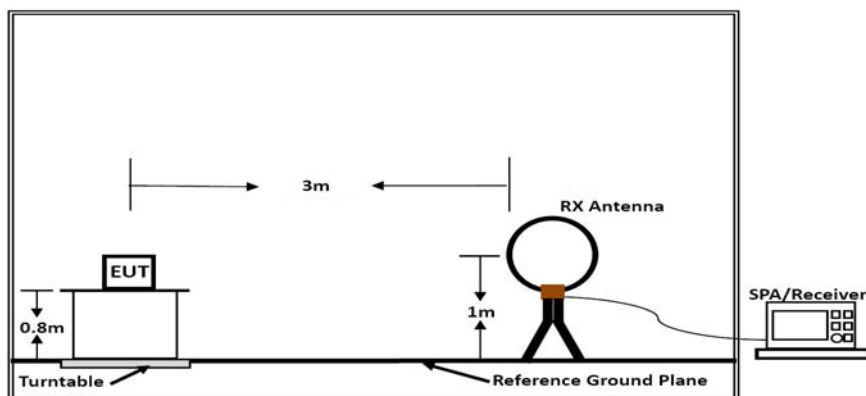 3m
RX Antenna
EUT
SPA/Receiver
0.8m
1m
Turntable
Reference Ground Plane